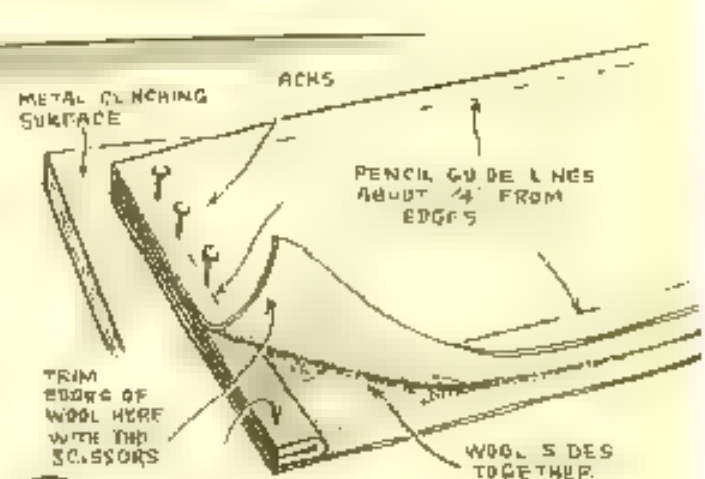 METAL CLNCHING
SURFACE
ACKS
PENCIL GUIDE LINES
ABOUT FROM
EDGES
TRIM
EDGES OF
WOOL HERE
WITH THE
SCISSORS
WOOL SIDES
TOGETHER